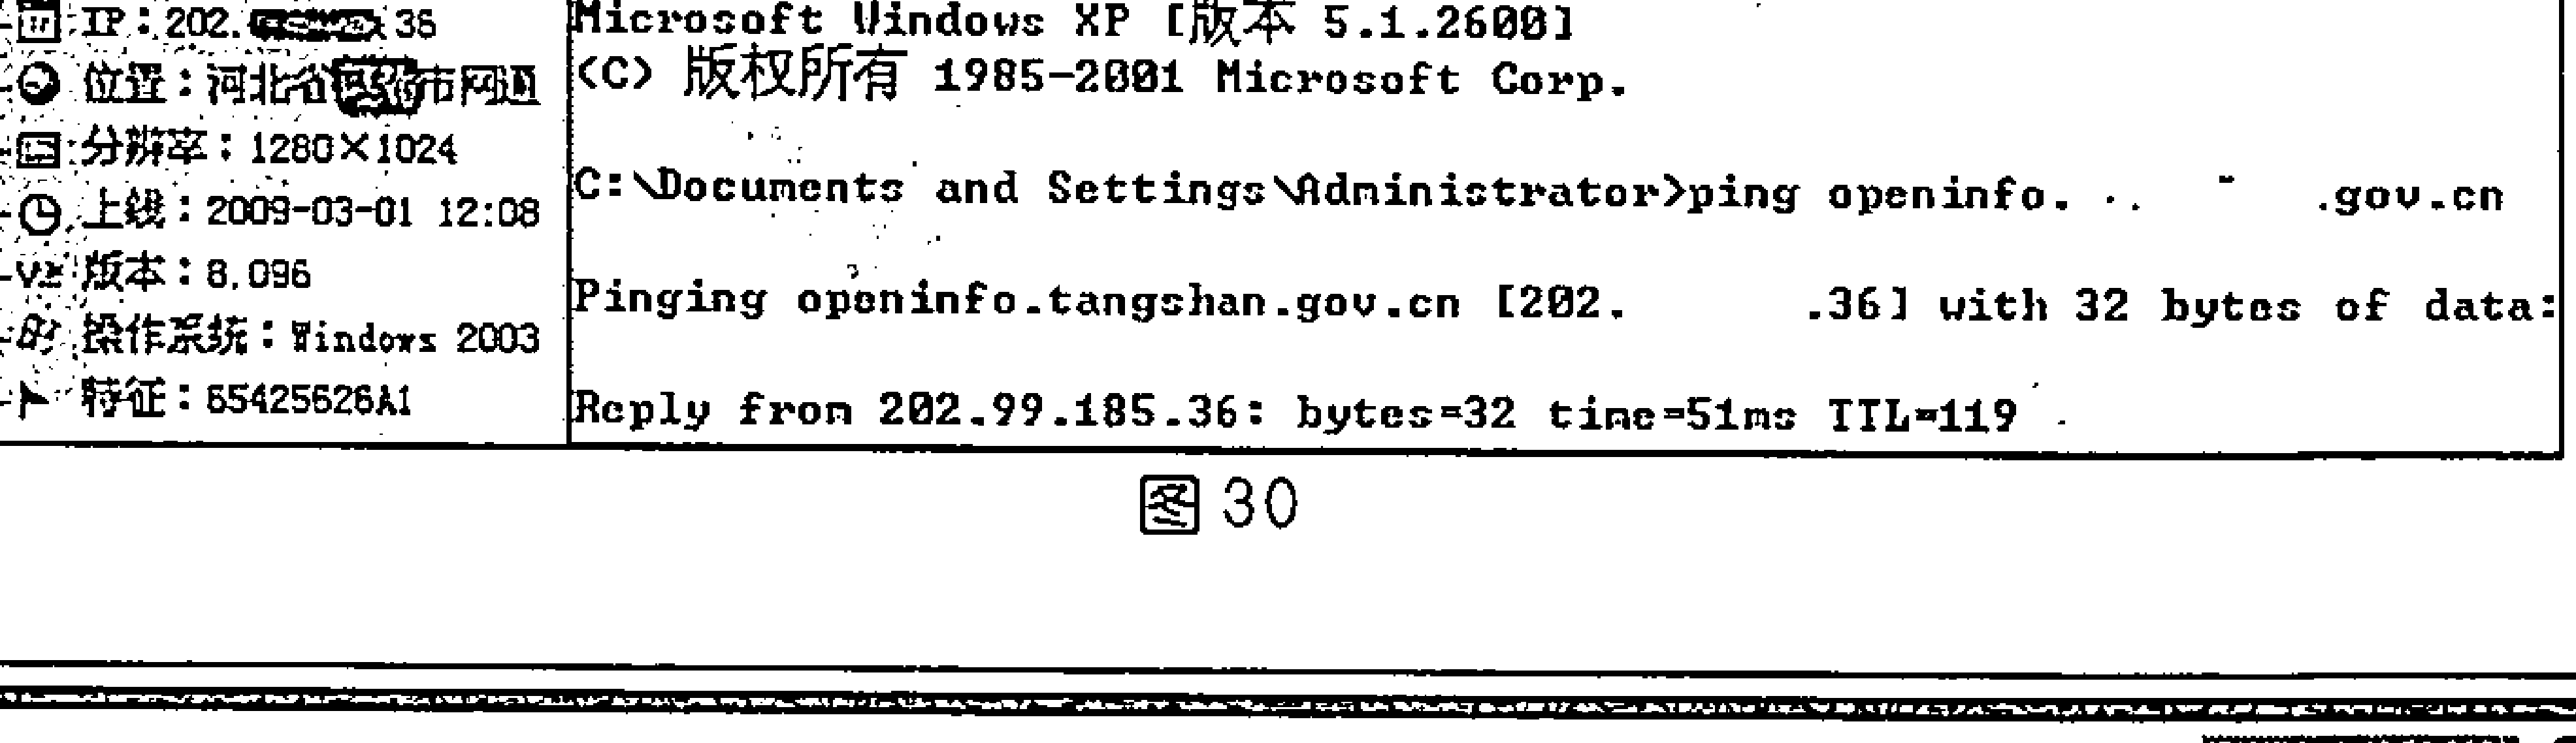 IP：202. 36
位置：河北省 市网通
分辨率：1280×1024
上线：2009-03-01 12:08
版本：8.096
操作系统：Windows 2003
特征：65425626A1
Microsoft Windows XP [版本 5.1.2600]
(C) 版权所有 1985-2001 Microsoft Corp.
C:\Documents and Settings\Administrator>ping openinfo. .gov.cn
Pinging openinfo.tangshan.gov.cn [202. .36] with 32 bytes of data:
Reply from 202.99.185.36: bytes=32 time=51ms TTL=119
图 30